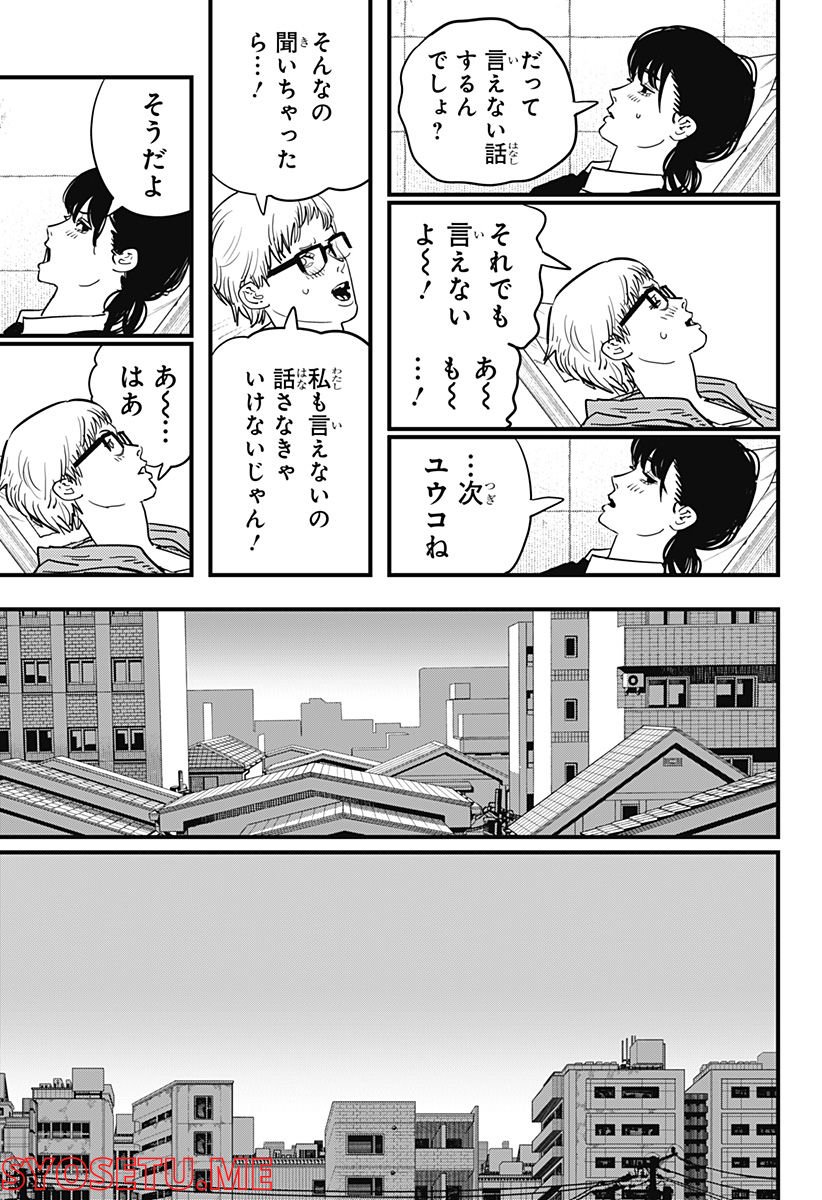 だって
言えない話
するん
でしょ?
それでも
言えない
よ〜!
あ〜
も〜
…!
…次
ユウコね
そんなの
聞いちゃった
ら…!
私も言えないの
話さなきゃ
いけないじゃん!
そうだよ
あ〜…
はあ
SYOSETU.ME